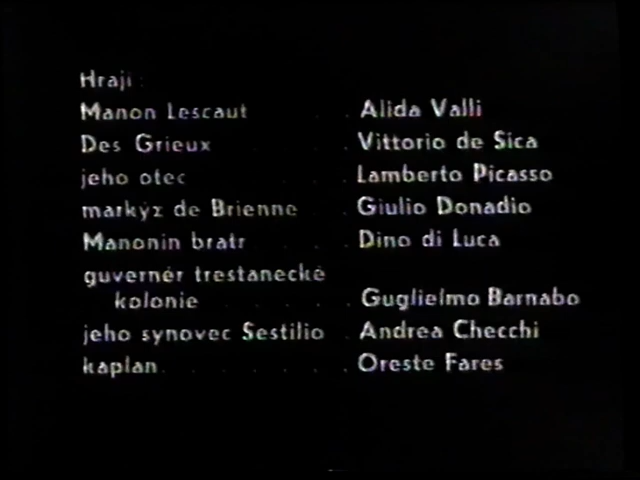 Hrají:
Manon Lescaut . . Alida Valli
Des Grieux . . Vittorio de Sica
jeho otec . . . Lamberto Picasso
markýz de Brienne . Giulio Donadio
Manonin bratr . . . Dino di Luca
guvernér trestanecké
kolonie . . . . . Guglielmo Barnabo
jeho synovec Sestilio . Andrea Checchi
kaplan . . . . . . Oreste Fares